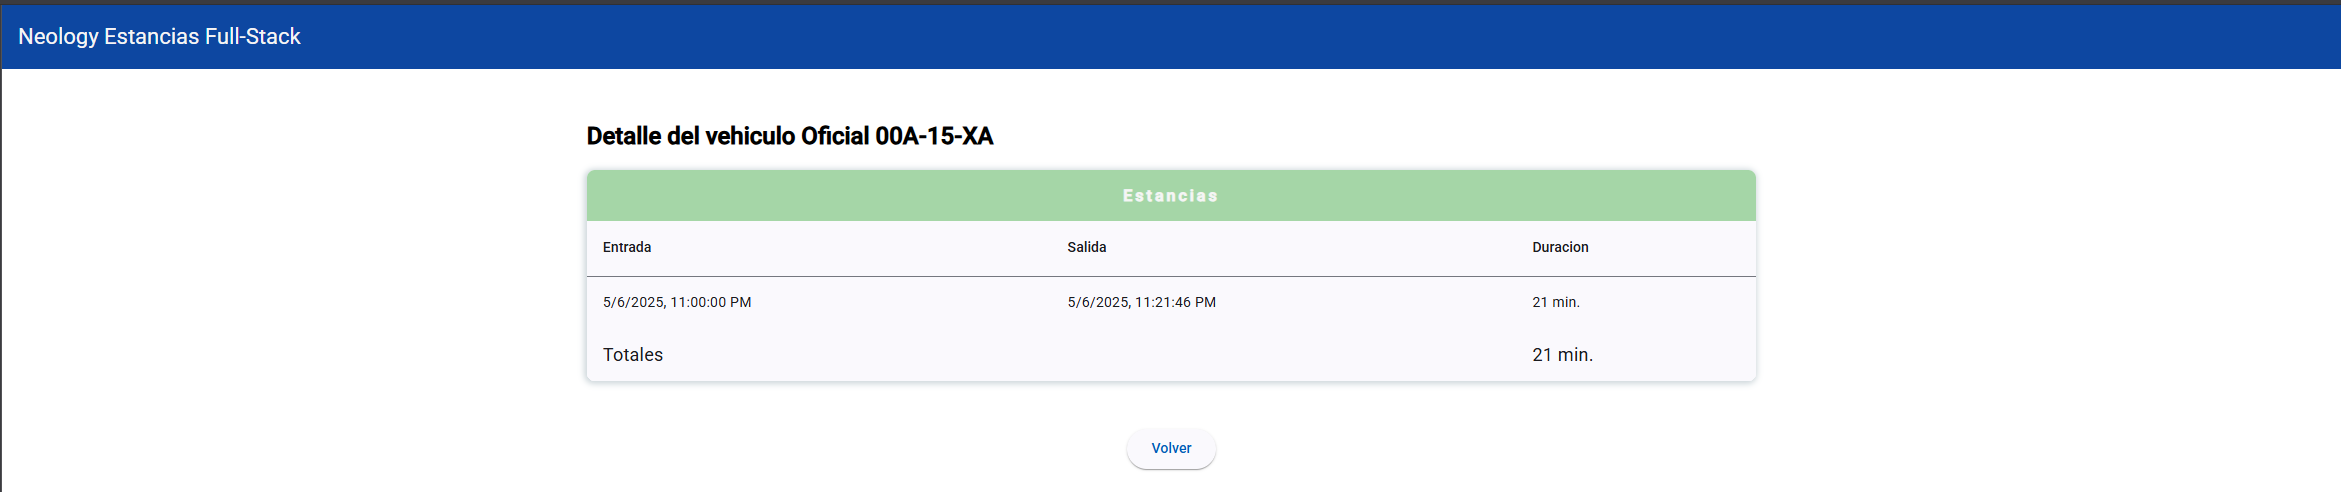 Neology Estancias Full-Stack
Detalle del vehiculo Oficial 00A-15-XA
Estancias
Entrada Salida Duracion
5/6/2025, 11:00:00 PM 5/6/2025, 11:21:46 PM 21 min.
Totales 21 min.
Volver